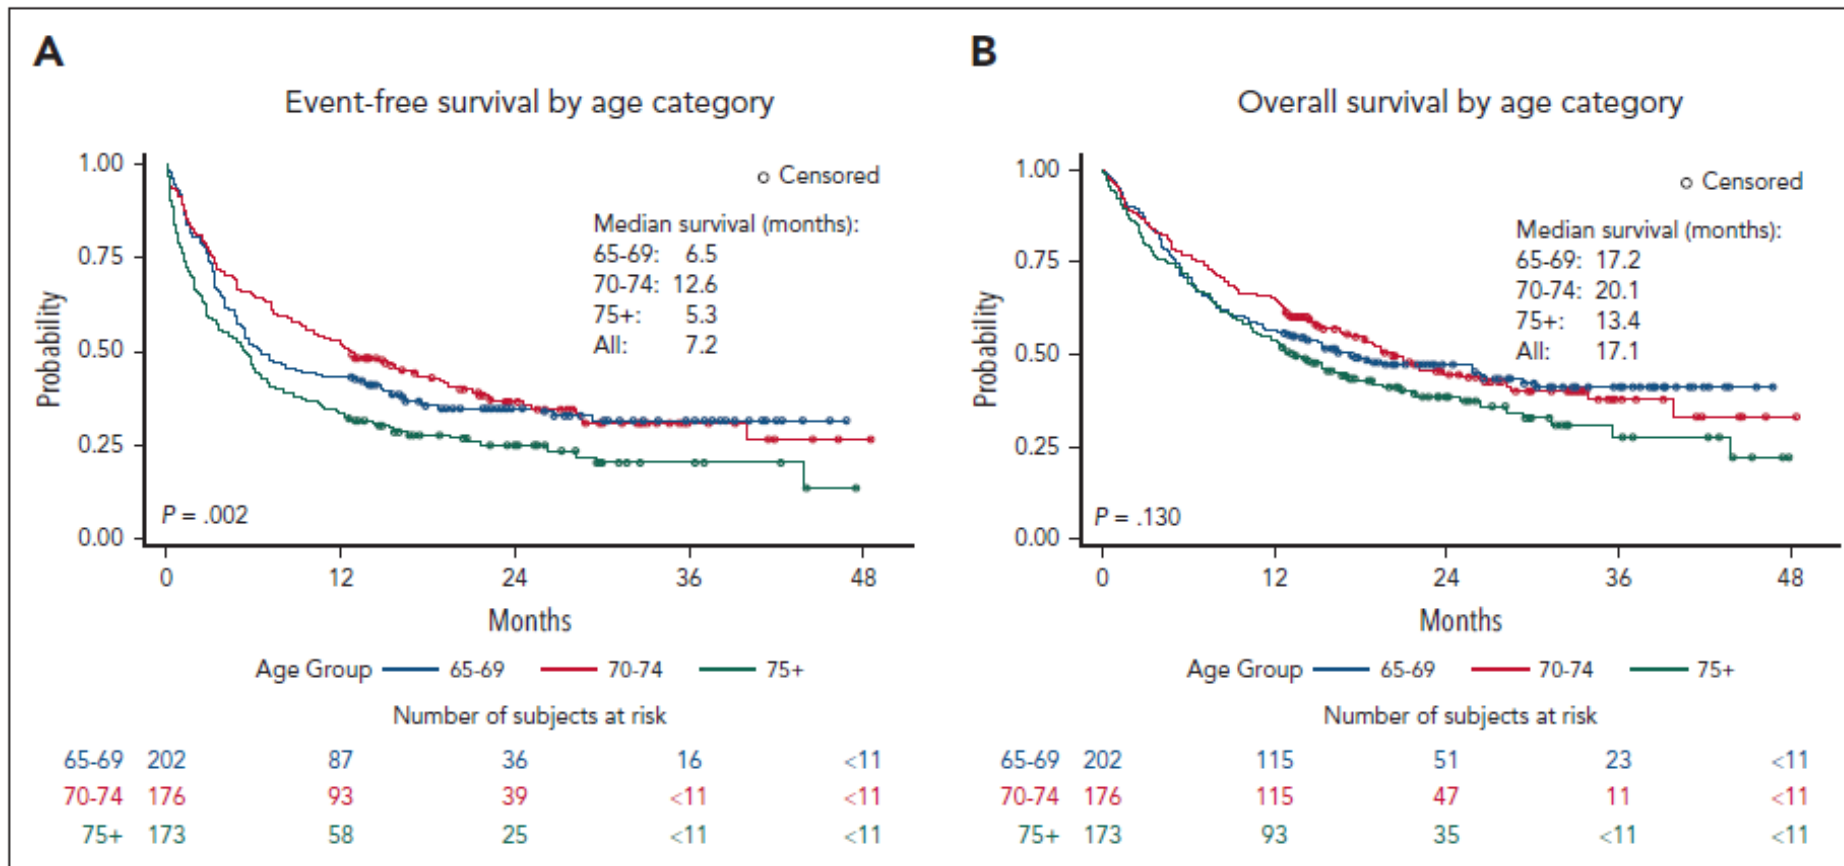 A
Event-free survival by age category
1.00
0.75
0.50
0.25
0.00
Probability
Censored
Median survival (months):
65-69: 6.5
70-74: 12.6
75+: 5.3
All: 7.2
P = .002
0 12 24 36 48
Months
Age Group 65-69 70-74 75+
Number of subjects at risk
65-69 202 87 36 16 <11
70-74 176 93 39 <11 <11
75+ 173 58 25 <11 <11
B
Overall survival by age category
1.00
0.75
0.50
0.25
0.00
Probability
Censored
Median survival (months):
65-69: 17.2
70-74: 20.1
75+: 13.4
All: 17.1
P = .130
0 12 24 36 48
Months
Age Group 65-69 70-74 75+
Number of subjects at risk
65-69 202 115 51 23 <11
70-74 176 115 47 11 <11
75+ 173 93 35 <11 <11